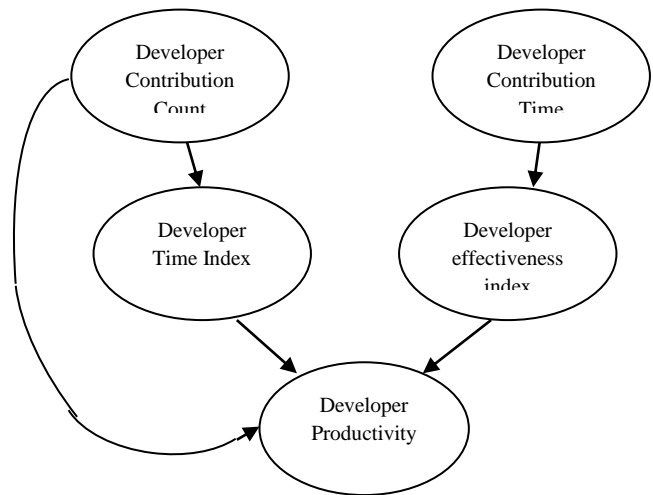 Developer
Contribution
Count
Developer
Contribution
Time
Developer
Time Index
Developer
effectiveness
index
Developer
Productivity